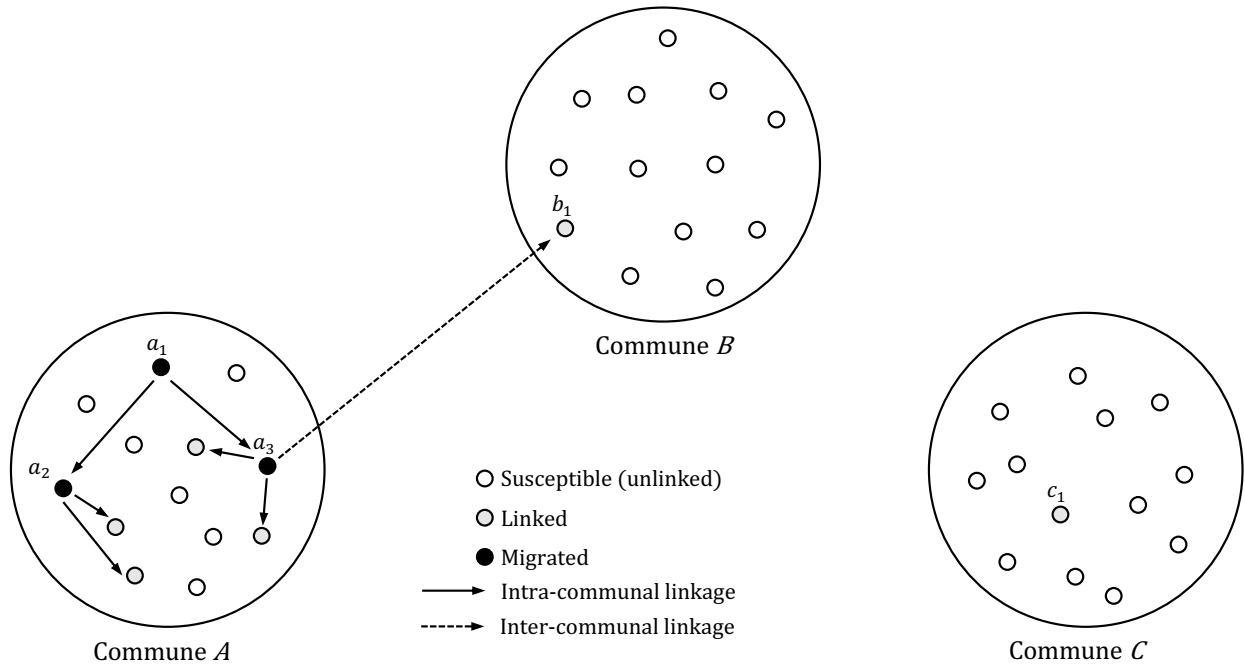 b₁
Commune B
a₁
a₃
a₂
Susceptible (unlinked)
Linked
Migrated
Intra-communal linkage
Inter-communal linkage
c₁
Commune A
Commune C